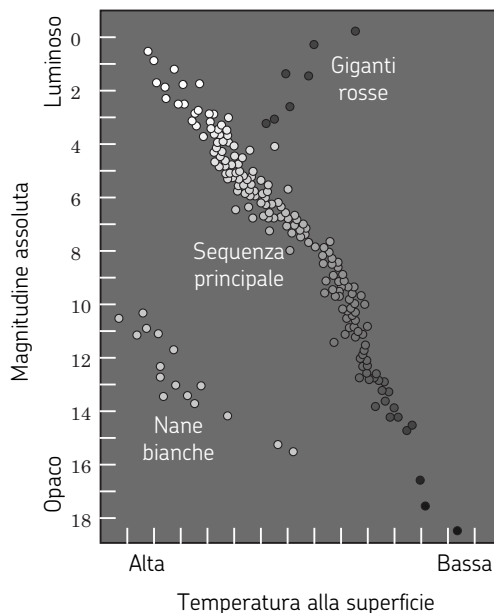 Magnitudine assoluta
Luminoso
Opaco
0
2
4
6
8
10
12
14
16
18
Giganti
rosse
Sequenza
principale
Nane
bianche
Alta
Bassa
Temperatura alla superficie